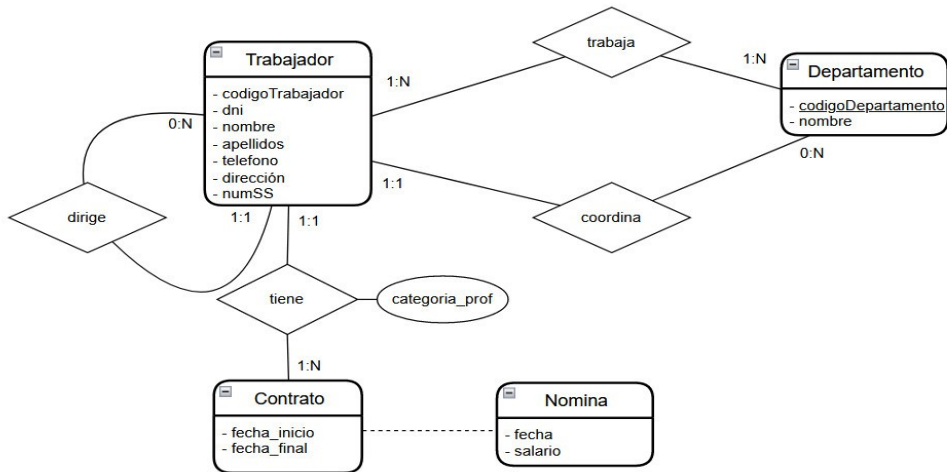 trabaja
Trabajador
1:N
1:N
Departamento
- codigoTrabajador
- dni
- nombre
- apellidos
- telefono
- dirección
- numSS
- codigoDepartamento
- nombre
0:N
0:N
1:1
dirige
1:1
1:1
coordina
tiene
categoria_prof
1:N
Contrato
- fecha_inicio
- fecha_final
Nomina
- fecha
- salario